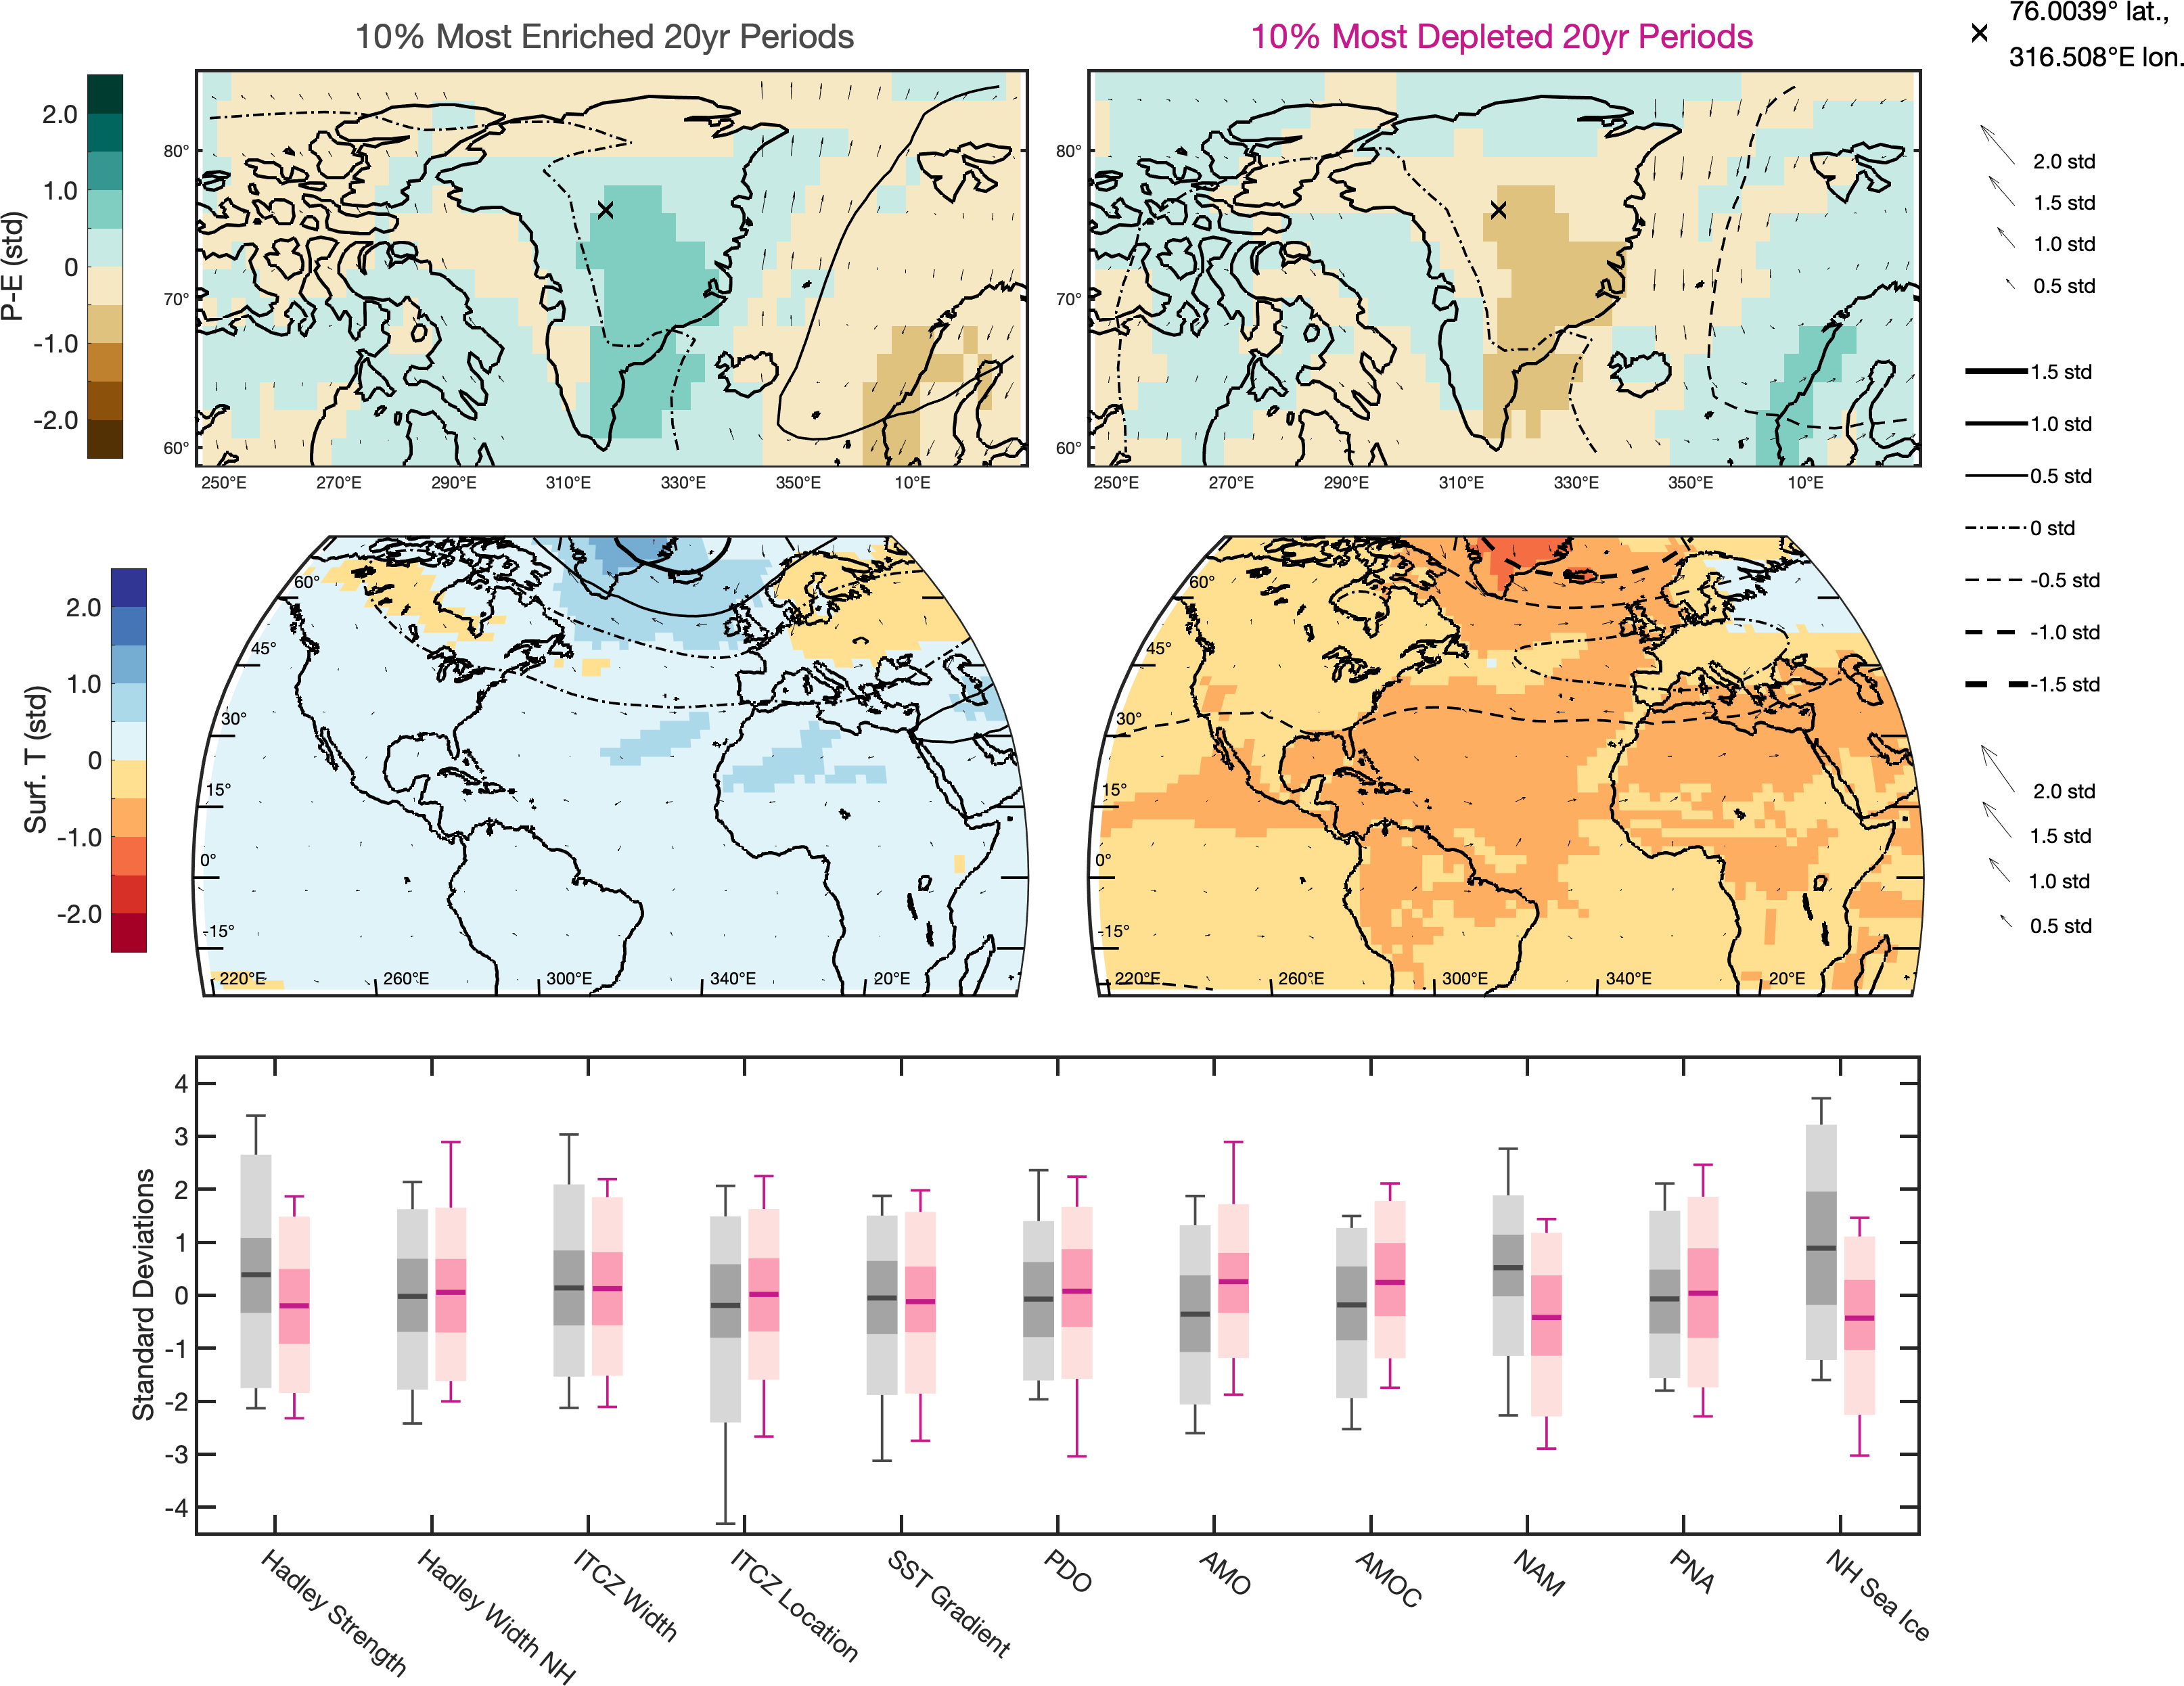 10% Most Enriched 20yr Periods
10% Most Depleted 20yr Periods
76.0039° lat.,
316.508°E lon.
P-E (std)
2.0
1.0
0
-1.0
-2.0
80°
70°
60°
250°E 270°E 290°E 310°E 330°E 350°E 10°E
80°
70°
60°
250°E 270°E 290°E 310°E 330°E 350°E 10°E
2.0 std
1.5 std
1.0 std
0.5 std
1.5 std
1.0 std
0.5 std
0 std
-0.5 std
-1.0 std
-1.5 std
Surf. T (std)
2.0
1.0
0
-1.0
-2.0
60°
45°
30°
15°
0°
-15°
220°E 260°E 300°E 340°E 20°E
60°
45°
30°
15°
0°
-15°
220°E 260°E 300°E 340°E 20°E
2.0 std
1.5 std
1.0 std
0.5 std
Standard Deviations
4
3
2
1
0
-1
-2
-3
-4
Hadley Strength
Hadley Width NH
ITCZ Width
ITCZ Location
SST Gradient
PDO
AMO
AMOC
NAM
PNA
NH Sea Ice